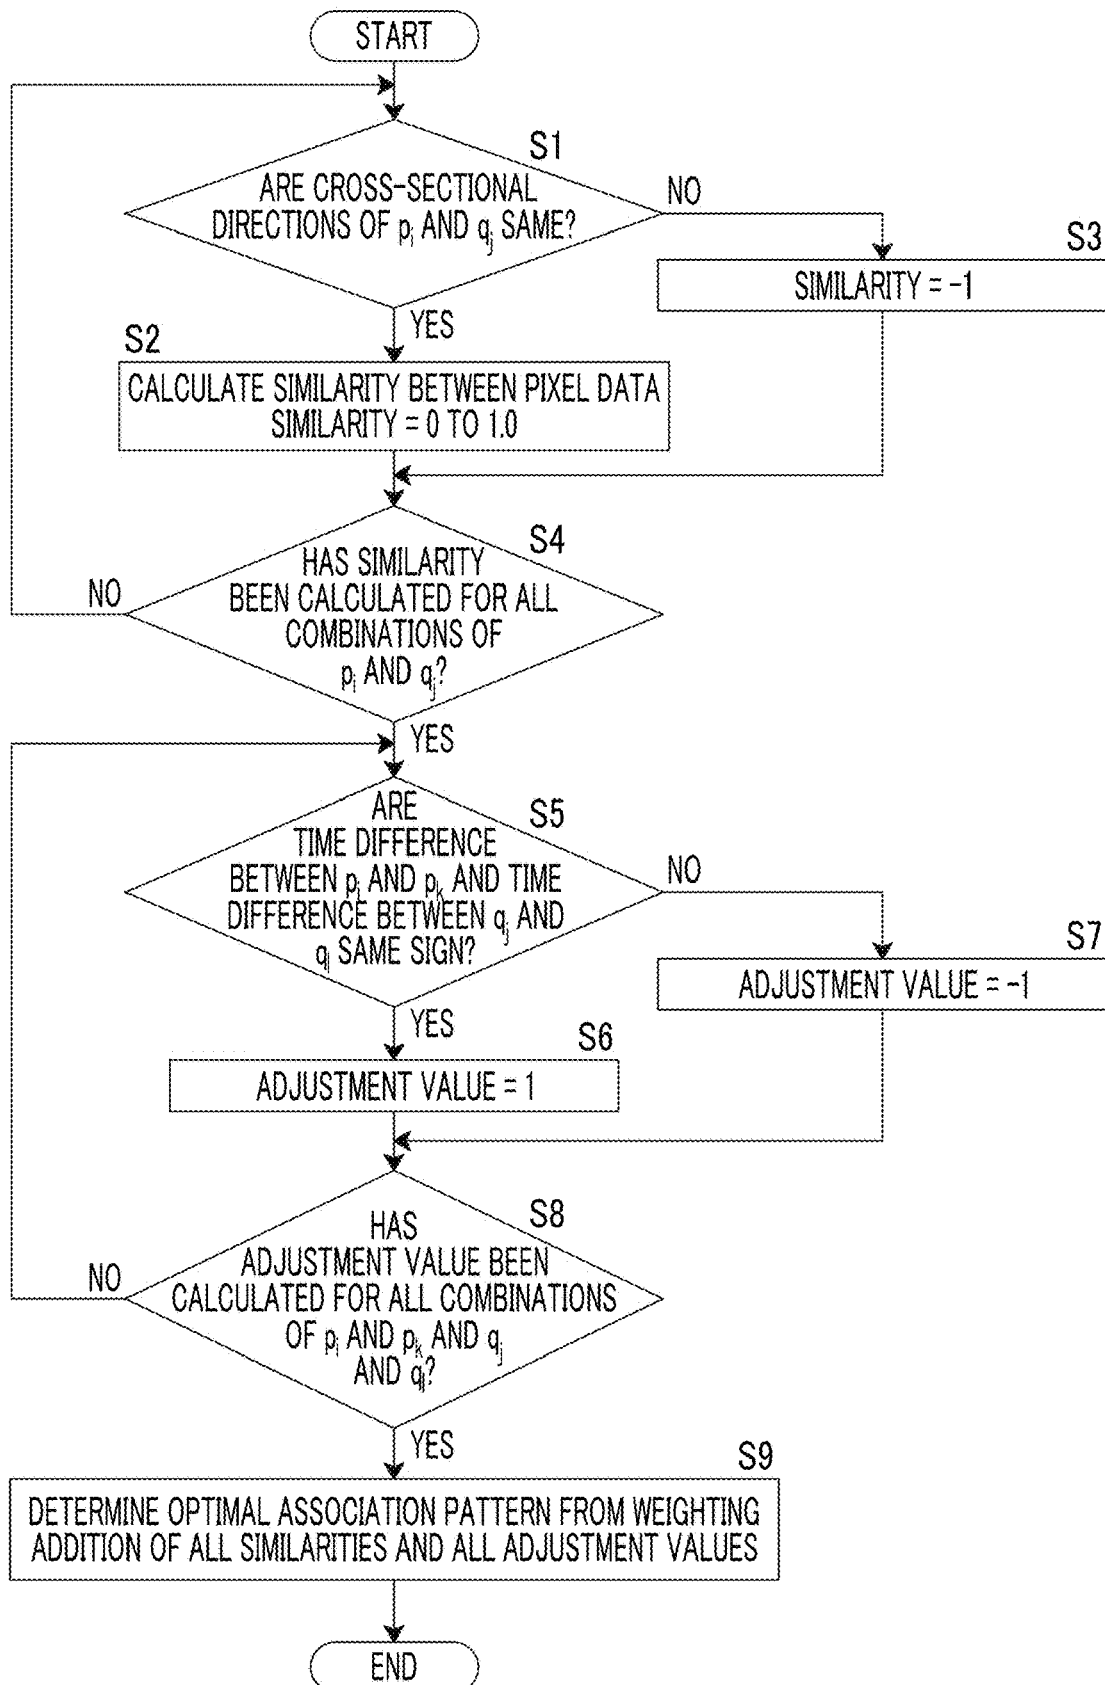 START
S1
ARE CROSS-SECTIONAL
DIRECTIONS OF pᵢ AND qⱼ SAME?
NO
S3
SIMILARITY = -1
YES
S2
CALCULATE SIMILARITY BETWEEN PIXEL DATA
SIMILARITY = 0 TO 1.0
S4
HAS SIMILARITY
BEEN CALCULATED FOR ALL
COMBINATIONS OF
pᵢ AND qⱼ?
NO
YES
S5
ARE
TIME DIFFERENCE
BETWEEN pᵢ AND pₖ AND TIME
DIFFERENCE BETWEEN qⱼ AND
qₗ SAME SIGN?
NO
S7
ADJUSTMENT VALUE = -1
YES
S6
ADJUSTMENT VALUE = 1
S8
HAS
ADJUSTMENT VALUE BEEN
CALCULATED FOR ALL COMBINATIONS
OF pᵢ AND pₖ AND qⱼ
AND qₗ?
NO
YES
S9
DETERMINE OPTIMAL ASSOCIATION PATTERN FROM WEIGHTING
ADDITION OF ALL SIMILARITIES AND ALL ADJUSTMENT VALUES
END